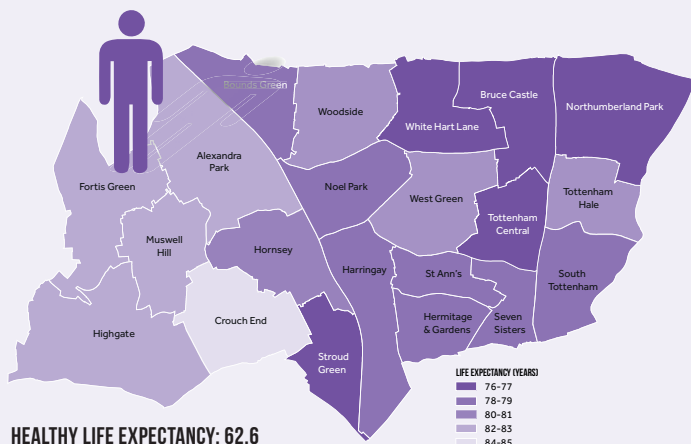 Bounds Green
Woodside
Bruce Castle
Northumberland Park
White Hart Lane
Alexandra
Park
Fortis Green
Noel Park
West Green
Tottenham
Hale
Tottenham
Central
Muswell
Hill
Hornsey
Harringay
St Ann's
South
Tottenham
Highgate
Crouch End
Hermitage
& Gardens
Seven
Sisters
Stroud
Green
LIFE EXPECTANCY (YEARS)
76-77
78-79
80-81
82-83
84-85
HEALTHY LIFE EXPECTANCY: 62.6